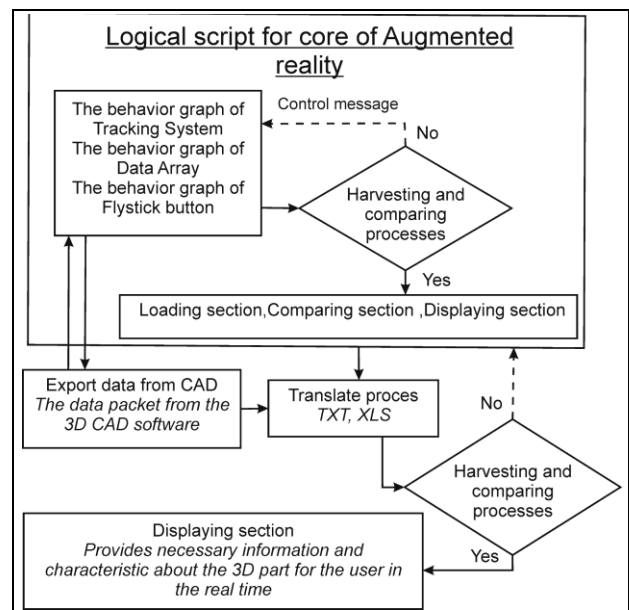 Logical script for core of Augmented
reality
The behavior graph of
Tracking System
The behavior graph of
Data Array
The behavior graph of
Flystick button
Control message
No
Harvesting and
comparing
processes
Yes
Loading section,Comparing section ,Displaying section
Export data from CAD
The data packet from the
3D CAD software
Translate proces
TXT, XLS
No
Harvesting and
comparing
processes
Yes
Displaying section
Provides necessary information and
characteristic about the 3D part for the user in
the real time